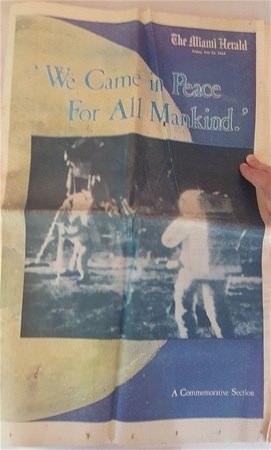 The Miami Herald
'We Came in Peace
For All Mankind.'
A Commemorative Section